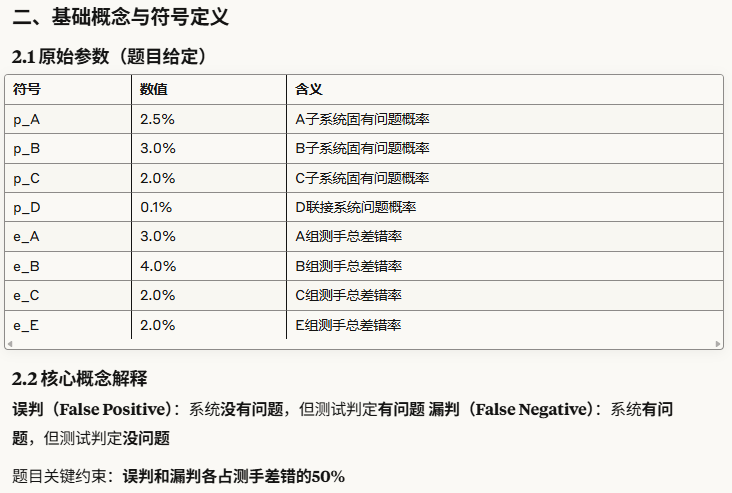 二、基础概念与符号定义
2.1 原始参数（题目给定）
符号 数值 含义
p_A 2.5% A子系统固有问题概率
p_B 3.0% B子系统固有问题概率
p_C 2.0% C子系统固有问题概率
p_D 0.1% D联接系统问题概率
e_A 3.0% A组测手总差错率
e_B 4.0% B组测手总差错率
e_C 2.0% C组测手总差错率
e_E 2.0% E组测手总差错率
2.2 核心概念解释
误判（False Positive）：系统没有问题，但测试判定有问题 漏判（False Negative）：系统有问
题，但测试判定没问题
题目关键约束：误判和漏判各占测手差错的50%